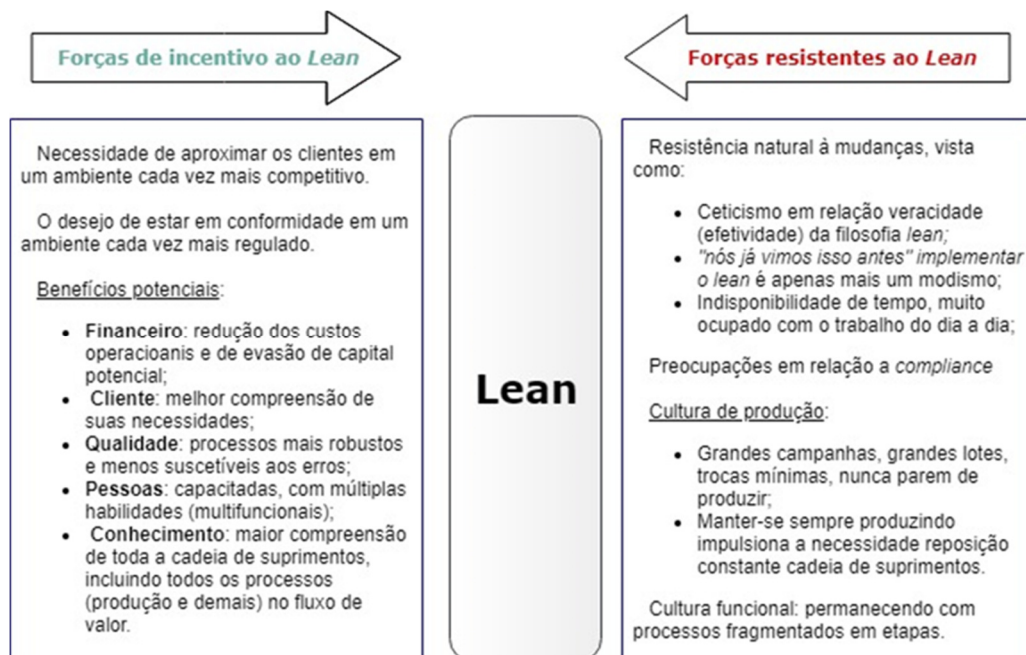 Forças de incentivo ao Lean
Necessidade de aproximar os clientes em
um ambiente cada vez mais competitivo.
O desejo de estar em conformidade em um
ambiente cada vez mais regulado.
Benefícios potenciais:
• Financeiro: redução dos custos
operacioanis e de evasão de capital
potencial;
• Cliente: melhor compreensão de
suas necessidades;
• Qualidade: processos mais robustos
e menos suscetíveis aos erros;
• Pessoas: capacitadas, com múltiplas
habilidades (multifuncionais);
• Conhecimento: maior compreensão
de toda a cadeia de suprimentos,
incluindo todos os processos
(produção e demais) no fluxo de
valor.
Lean
Forças resistentes ao Lean
Resistência natural à mudanças, vista
como:
• Ceticismo em relação veracidade
(efetividade) da filosofia lean;
• "nós já vimos isso antes" implementar
o lean é apenas mais um modismo;
• Indisponibilidade de tempo, muito
ocupado com o trabalho do dia a dia;
Preocupações em relação a compliance
Cultura de produção:
• Grandes campanhas, grandes lotes,
trocas mínimas, nunca parem de
produzir;
• Manter-se sempre produzindo
impulsiona a necessidade reposição
constante cadeia de suprimentos.
Cultura funcional: permanecendo com
processos fragmentados em etapas.